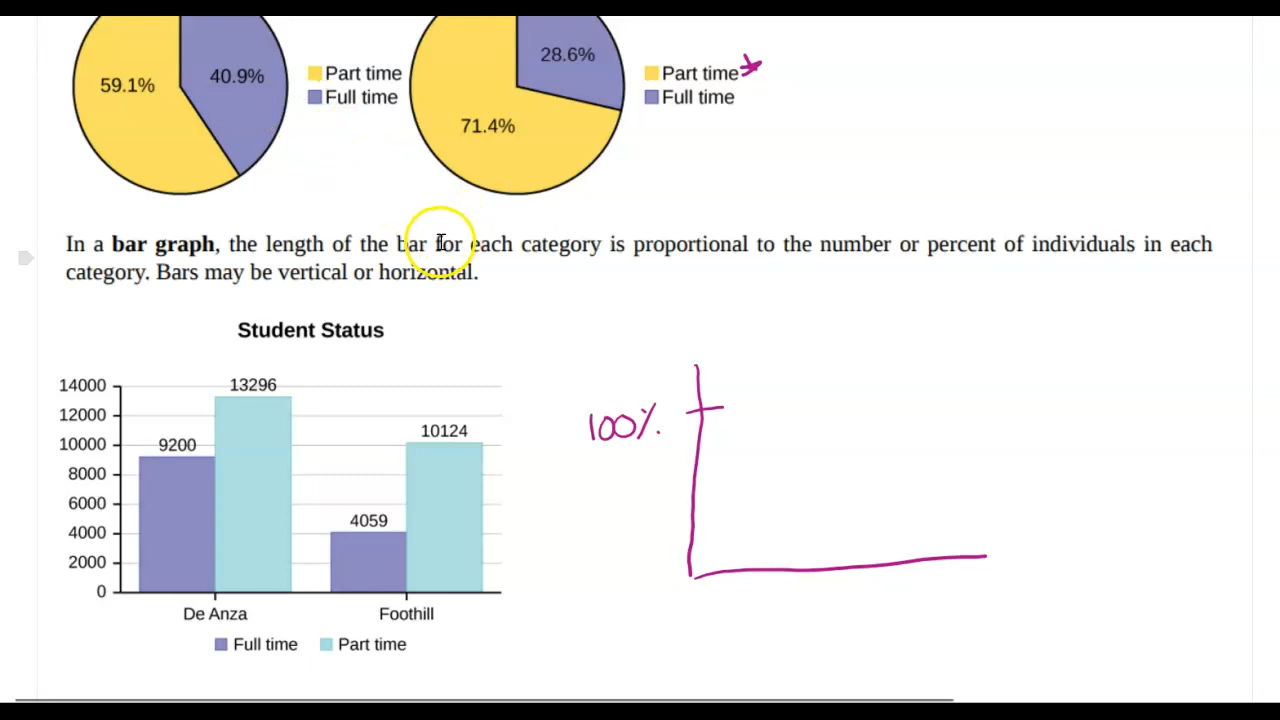 59.1%
40.9%
Part time
Full time
28.6%
71.4%
Part time
Full time
In a bar graph, the length of the bar for each category is proportional to the number or percent of individuals in each
category. Bars may be vertical or horizontal.
Student Status
14000
12000
10000
8000
6000
4000
2000
0
9200
13296
4059
10124
De Anza
Foothill
Full time
Part time
100%